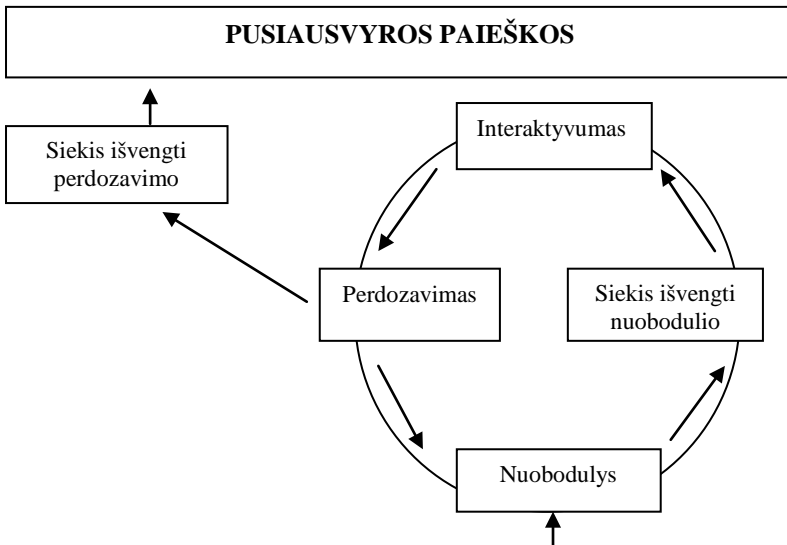 PUSIAUSVYROS PAIEŠKOS
Interaktyvumas
Siekis išvengti
perdozavimo
Perdozavimas
Siekis išvengti
nuobodulio
Nuobodulys